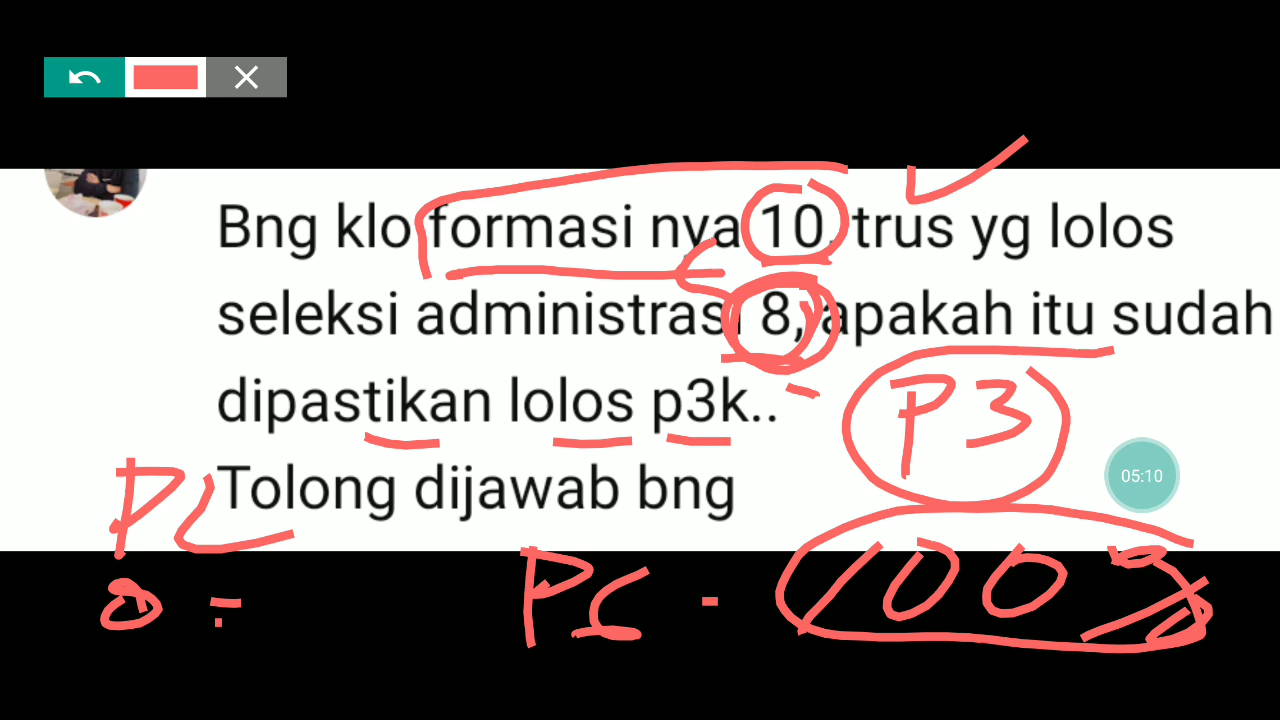 Bng klo formasi nya 10, trus yg lolos
seleksi administrasi 8, apakah itu sudah
dipastikan lolos p3k..
P3
05:10
Tolong dijawab bng
PL
100%